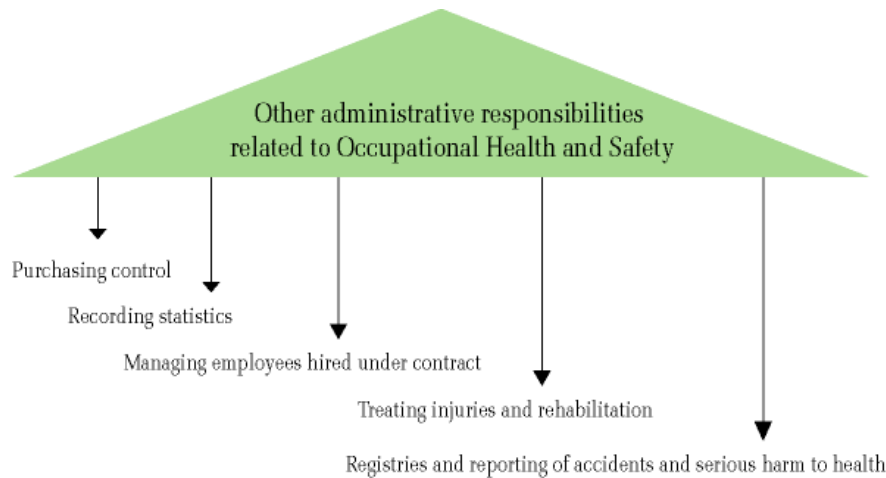 Other administrative responsibilities
related to Occupational Health and Safety
Purchasing control
Recording statistics
Managing employees hired under contract
Treating injuries and rehabilitation
Registries and reporting of accidents and serious harm to health